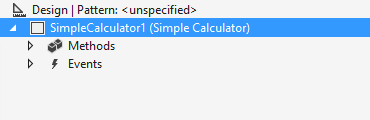 Design | Pattern: <unspecified>
SimpleCalculator1 (Simple Calculator)
Methods
Events